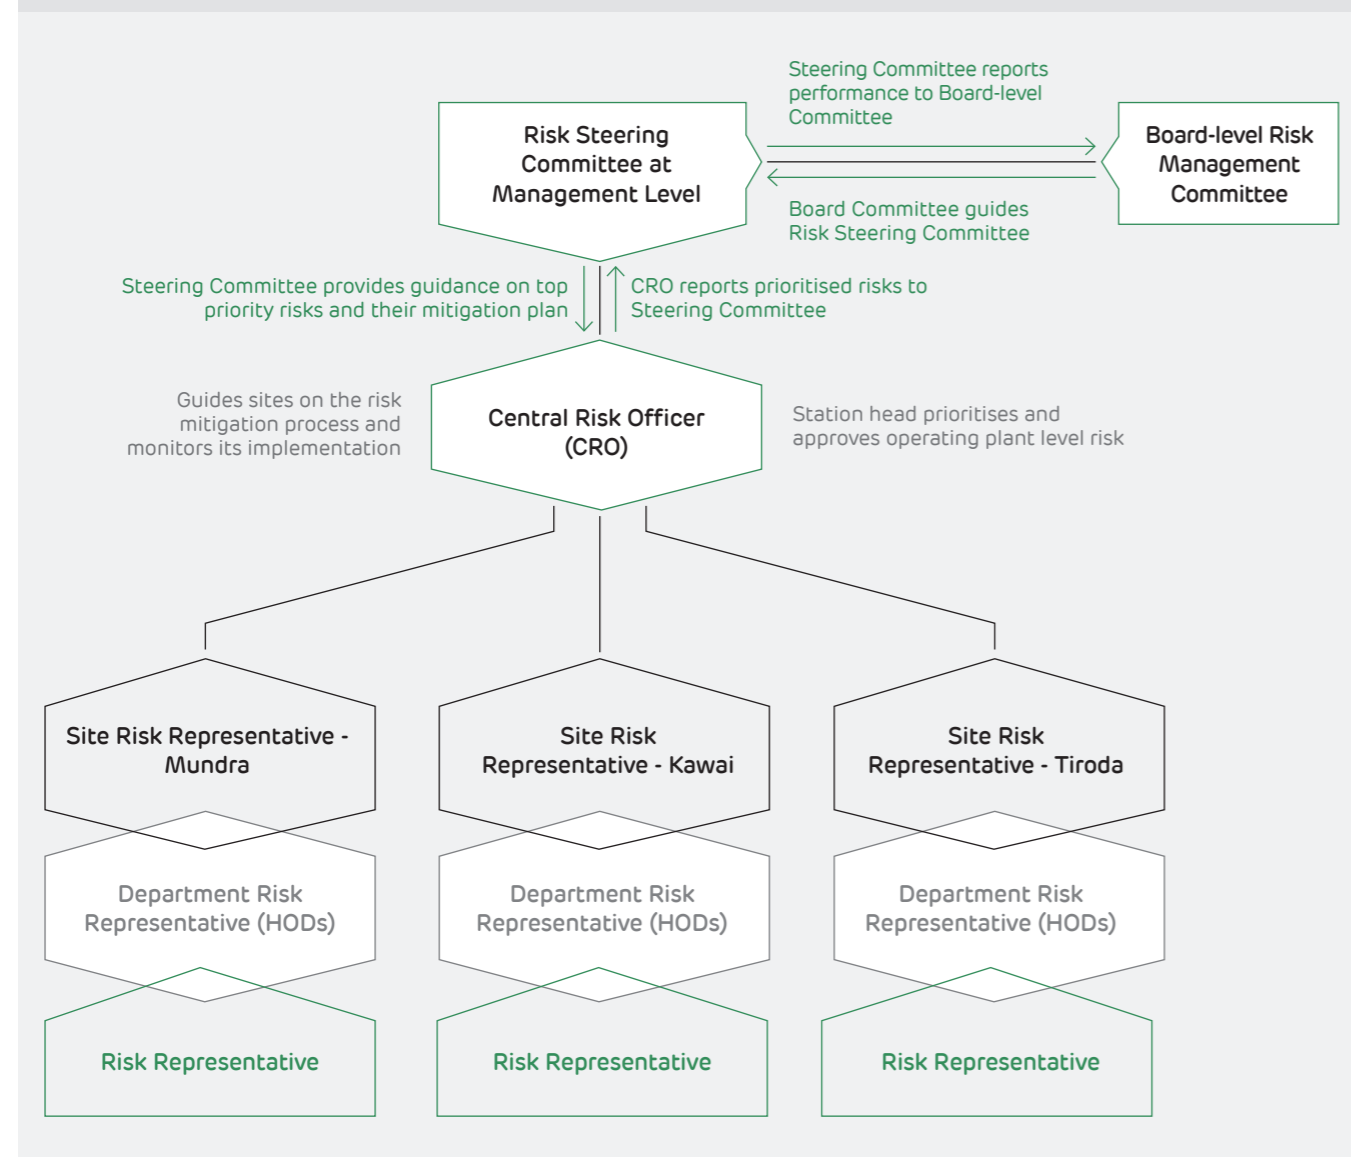 Steering Committee reports
performance to Board-level
Committee
Risk Steering
Committee at
Management Level
Board-level Risk
Management
Committee
Board Committee guides
Risk Steering Committee
Steering Committee provides guidance on top
priority risks and their mitigation plan
CRO reports prioritised risks to
Steering Committee
Guides sites on the risk
mitigation process and
monitors its implementation
Central Risk Officer
(CRO)
Station head prioritises and
approves operating plant level risk
Site Risk Representative -
Mundra
Site Risk
Representative - Kawai
Site Risk
Representative - Tiroda
Department Risk
Representative (HODs)
Department Risk
Representative (HODs)
Department Risk
Representative (HODs)
Risk Representative
Risk Representative
Risk Representative